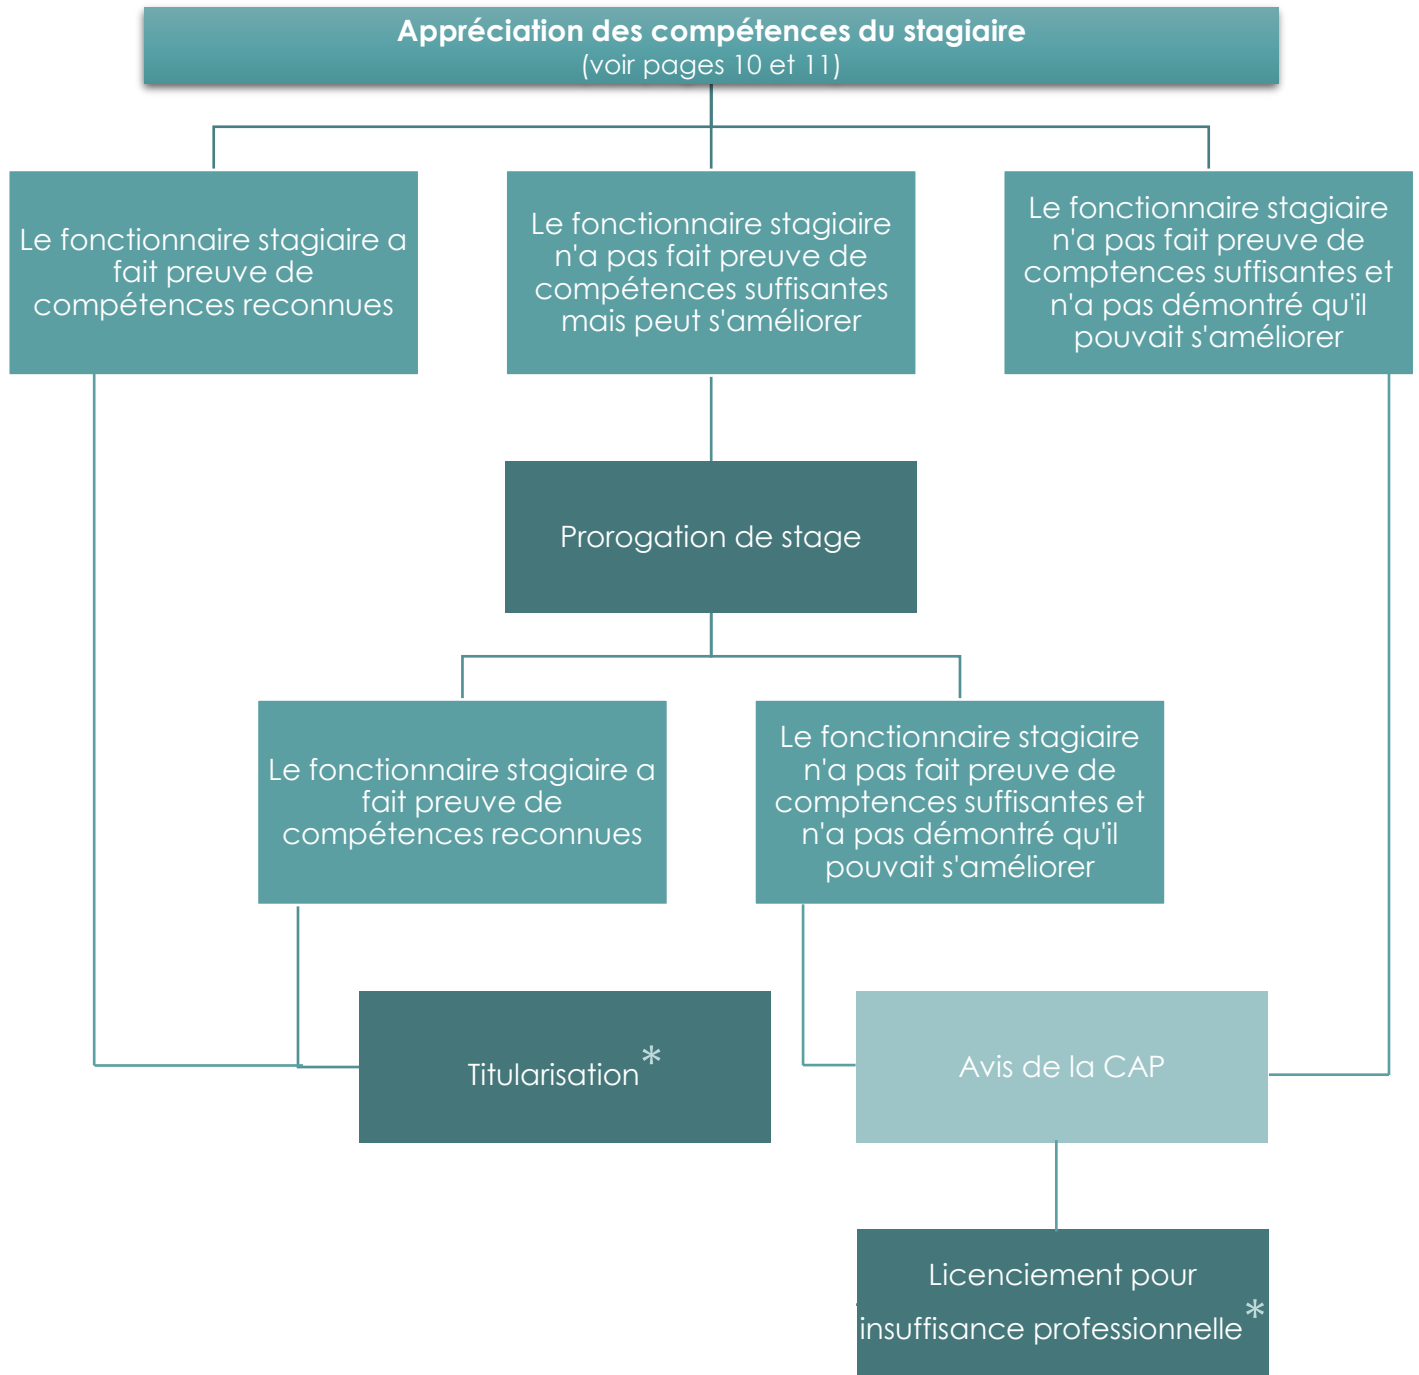 Appréciation des compétences du stagiaire
(voir pages 10 et 11)
Le fonctionnaire stagiaire a
fait preuve de
compétences reconnues
Le fonctionnaire stagiaire
n'a pas fait preuve de
compétences suffisantes
mais peut s'améliorer
Le fonctionnaire stagiaire
n'a pas fait preuve de
comptences suffisantes et
n'a pas démontré qu'il
pouvait s'améliorer
Prorogation de stage
Le fonctionnaire stagiaire a
fait preuve de
compétences reconnues
Le fonctionnaire stagiaire
n'a pas fait preuve de
comptences suffisantes et
n'a pas démontré qu'il
pouvait s'améliorer
Titularisation*
Avis de la CAP
Licenciement pour
insuffisance professionnelle*